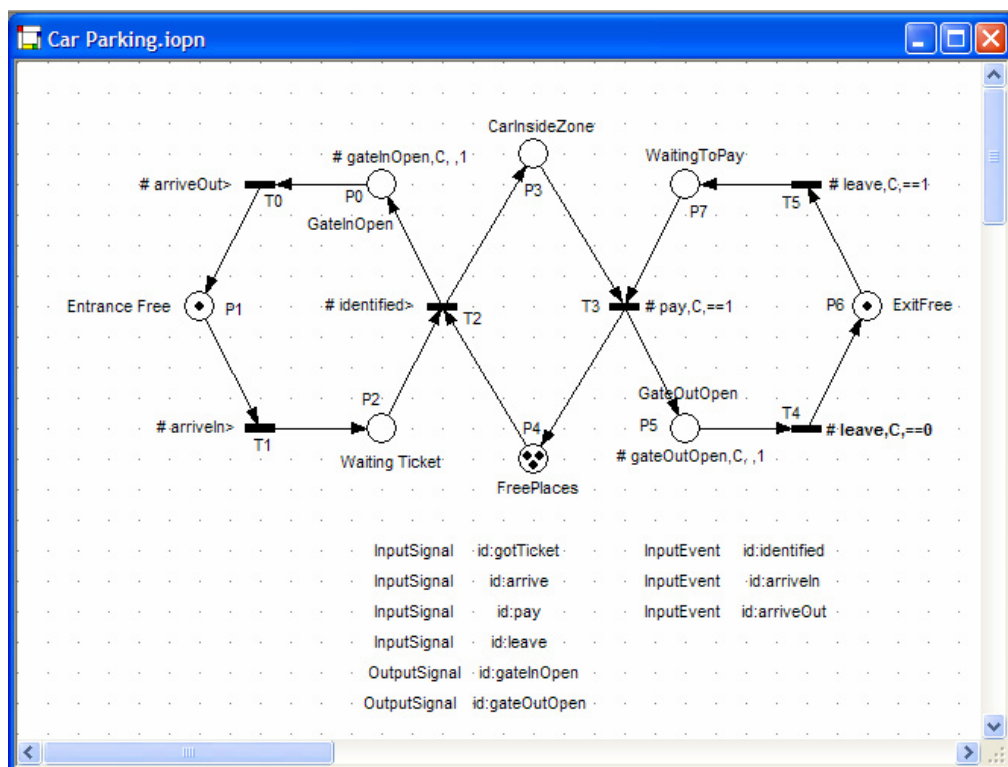 Car Parking.iopn
CarInsideZone
# gateInOpen,C, ,1
WaitingToPay
# arriveOut>
T0
P0
P3
P7
T5
# leave,C,==1
GateInOpen
Entrance Free
P1
# identified>
T2
T3
# pay,C,==1
P6
ExitFree
P2
GateOutOpen
# arriveIn>
T1
P4
P5
T4
# leave,C,==0
Waiting Ticket
# gateOutOpen,C, ,1
FreePlaces
InputSignal id:gotTicket InputEvent id:identified
InputSignal id:arrive InputEvent id:arriveIn
InputSignal id:pay InputEvent id:arriveOut
InputSignal id:leave
OutputSignal id:gateInOpen
OutputSignal id:gateOutOpen